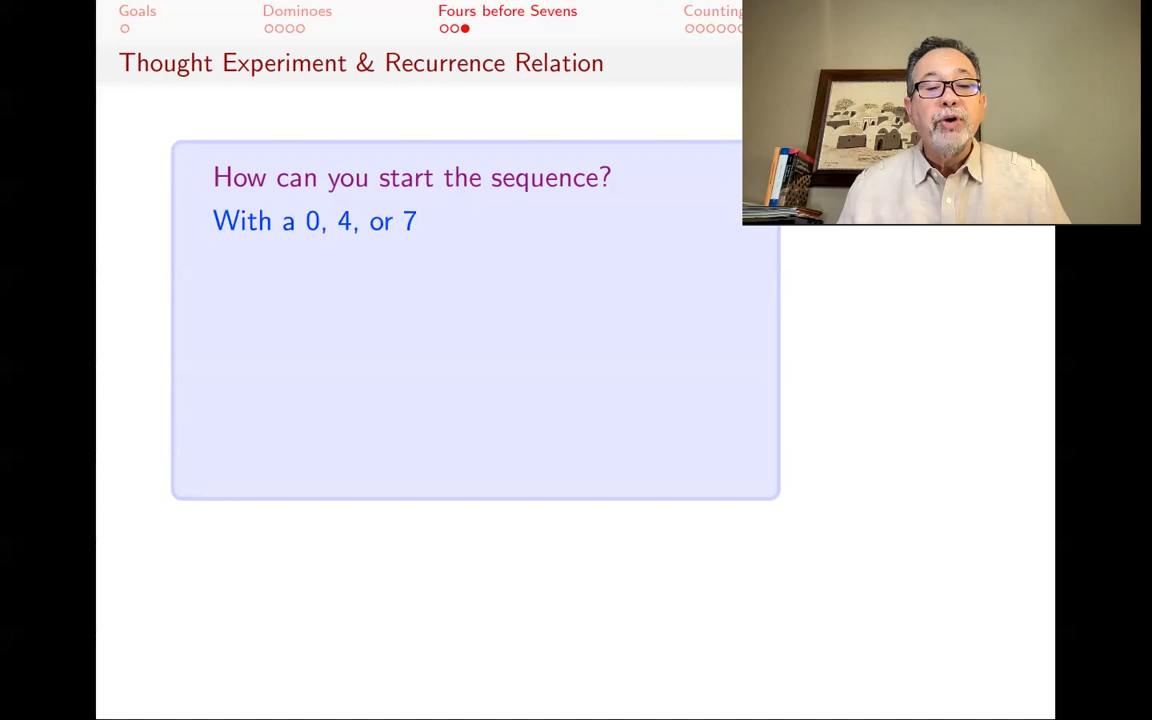 Goals Dominoes Fours before Sevens Counting
Thought Experiment & Recurrence Relation
How can you start the sequence?
With a 0, 4, or 7